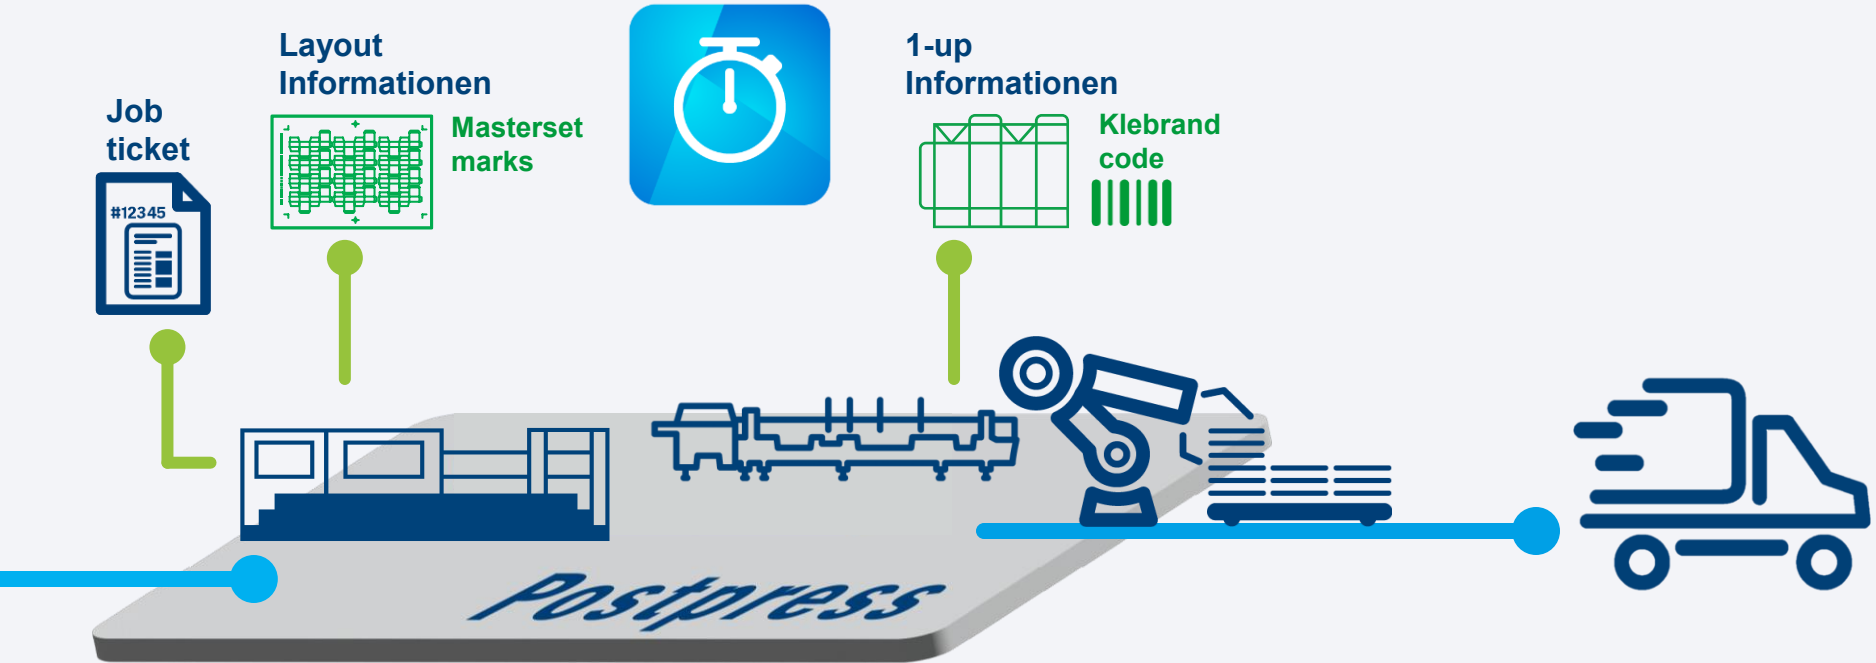 Layout
Informationen
1-up
Informationen
Job
ticket
Masterset
marks
Klebrand
code
#12345
Postpress